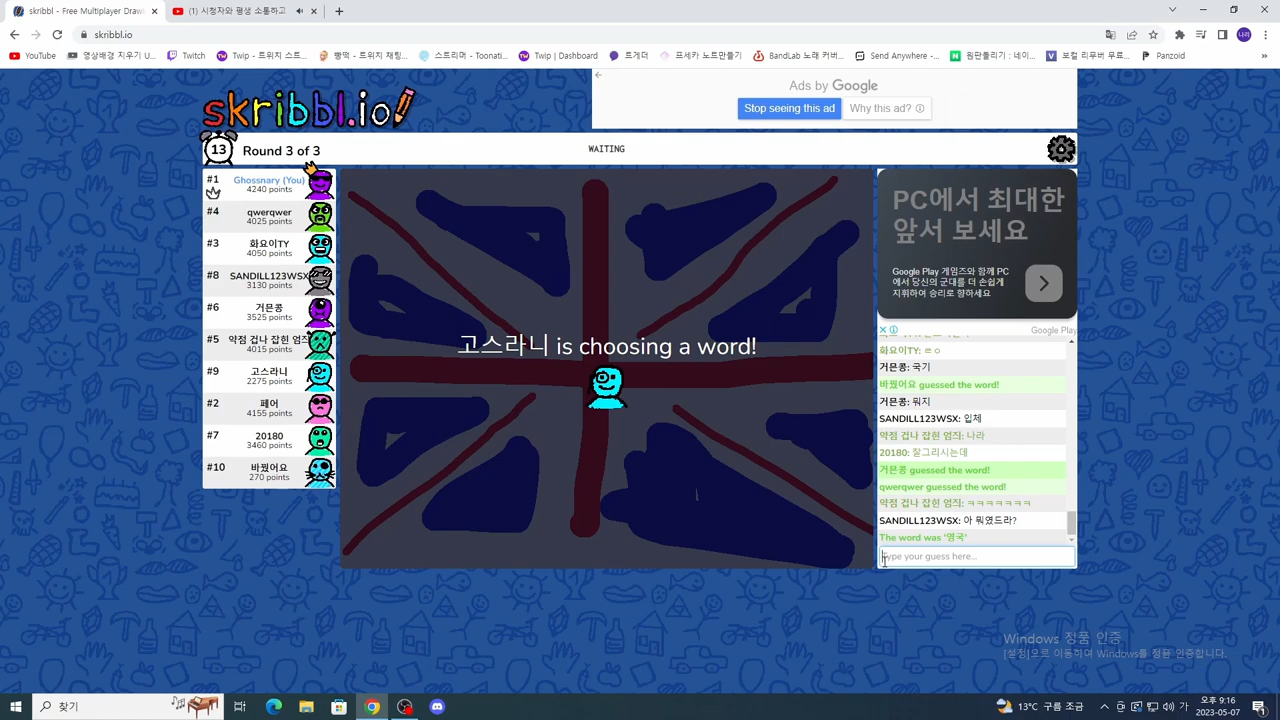 skribbl - Free Multiplayer Draw
(1) 시청자와 평생 소통하고
skribbl.io
나리
YouTube
영상배경 지우기 U...
Twitch
Twip - 트위치 스트...
빵떡 - 트위치 채팅...
스트리머 - Toonati...
Twip | Dashboard
트게더
프세카 노트만들기
BandLab 노래 커버...
Send Anywhere -...
원판돌리기 : 네이...
보컬 리무버 무료...
Panzoid
skribbl.io
Ads by Google
Stop seeing this ad
Why this ad?
13
Round 3 of 3
WAITING
#1
Ghossnary (You)
4240 points
#4
qwerqwer
4025 points
#3
화요이TY
4050 points
#8
SANDILL123WSX
3130 points
#6
거믄콩
3525 points
#5
약점 겁나 잡힌 엄직
4015 points
#9
고스라니
2275 points
#2
페어
4155 points
#7
20180
3460 points
#10
바꿨어요
270 points
고스라니 is choosing a word!
PC에서 최대한
앞서 보세요
Google Play 게임즈와 함께 PC
에서 당신의 군대를 더 손쉽게
지휘하여 승리로 향하세요
Google Play
화요이TY: ㄹㅇ
거믄콩: 국기
바꿨어요 guessed the word!
거믄콩: 뭐지
SANDILL123WSX: 입체
약점 겁나 잡힌 엄직: 나라
20180: 잘그리시는데
거믄콩 guessed the word!
qwerqwer guessed the word!
약점 겁나 잡힌 엄직: ㅋㅋㅋㅋㅋㅋㅋ
SANDILL123WSX: 아 뭐였드라?
The word was '영국'
Type your guess here...
Windows 정품 인증
[설정]으로 이동하여 Windows를 정품 인증합니다.
찾기
13°C 구름 조금
가
오후 9:16
2023-05-07
1